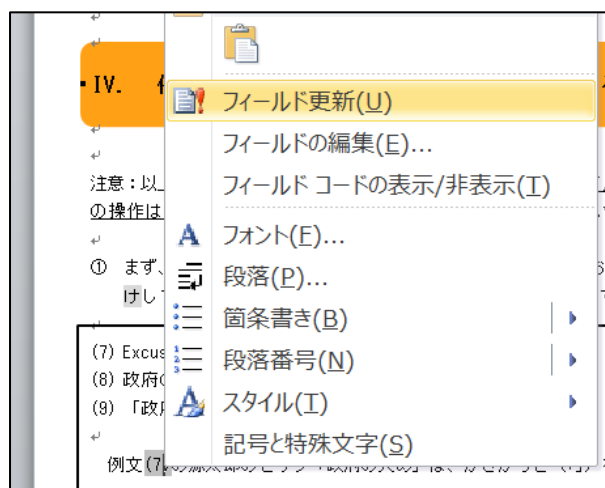 IV.
フィールド更新(U)
フィールドの編集(E)...
フィールド コードの表示/非表示(T)
注意：以
の操作は
フォント(F)...
① まず、
段落(P)...
けし
箇条書き(B)
(7) Excus
段落番号(N)
(8) 政府の
(9) 「政府
スタイル(T)
記号と特殊文字(S)
例文(7)